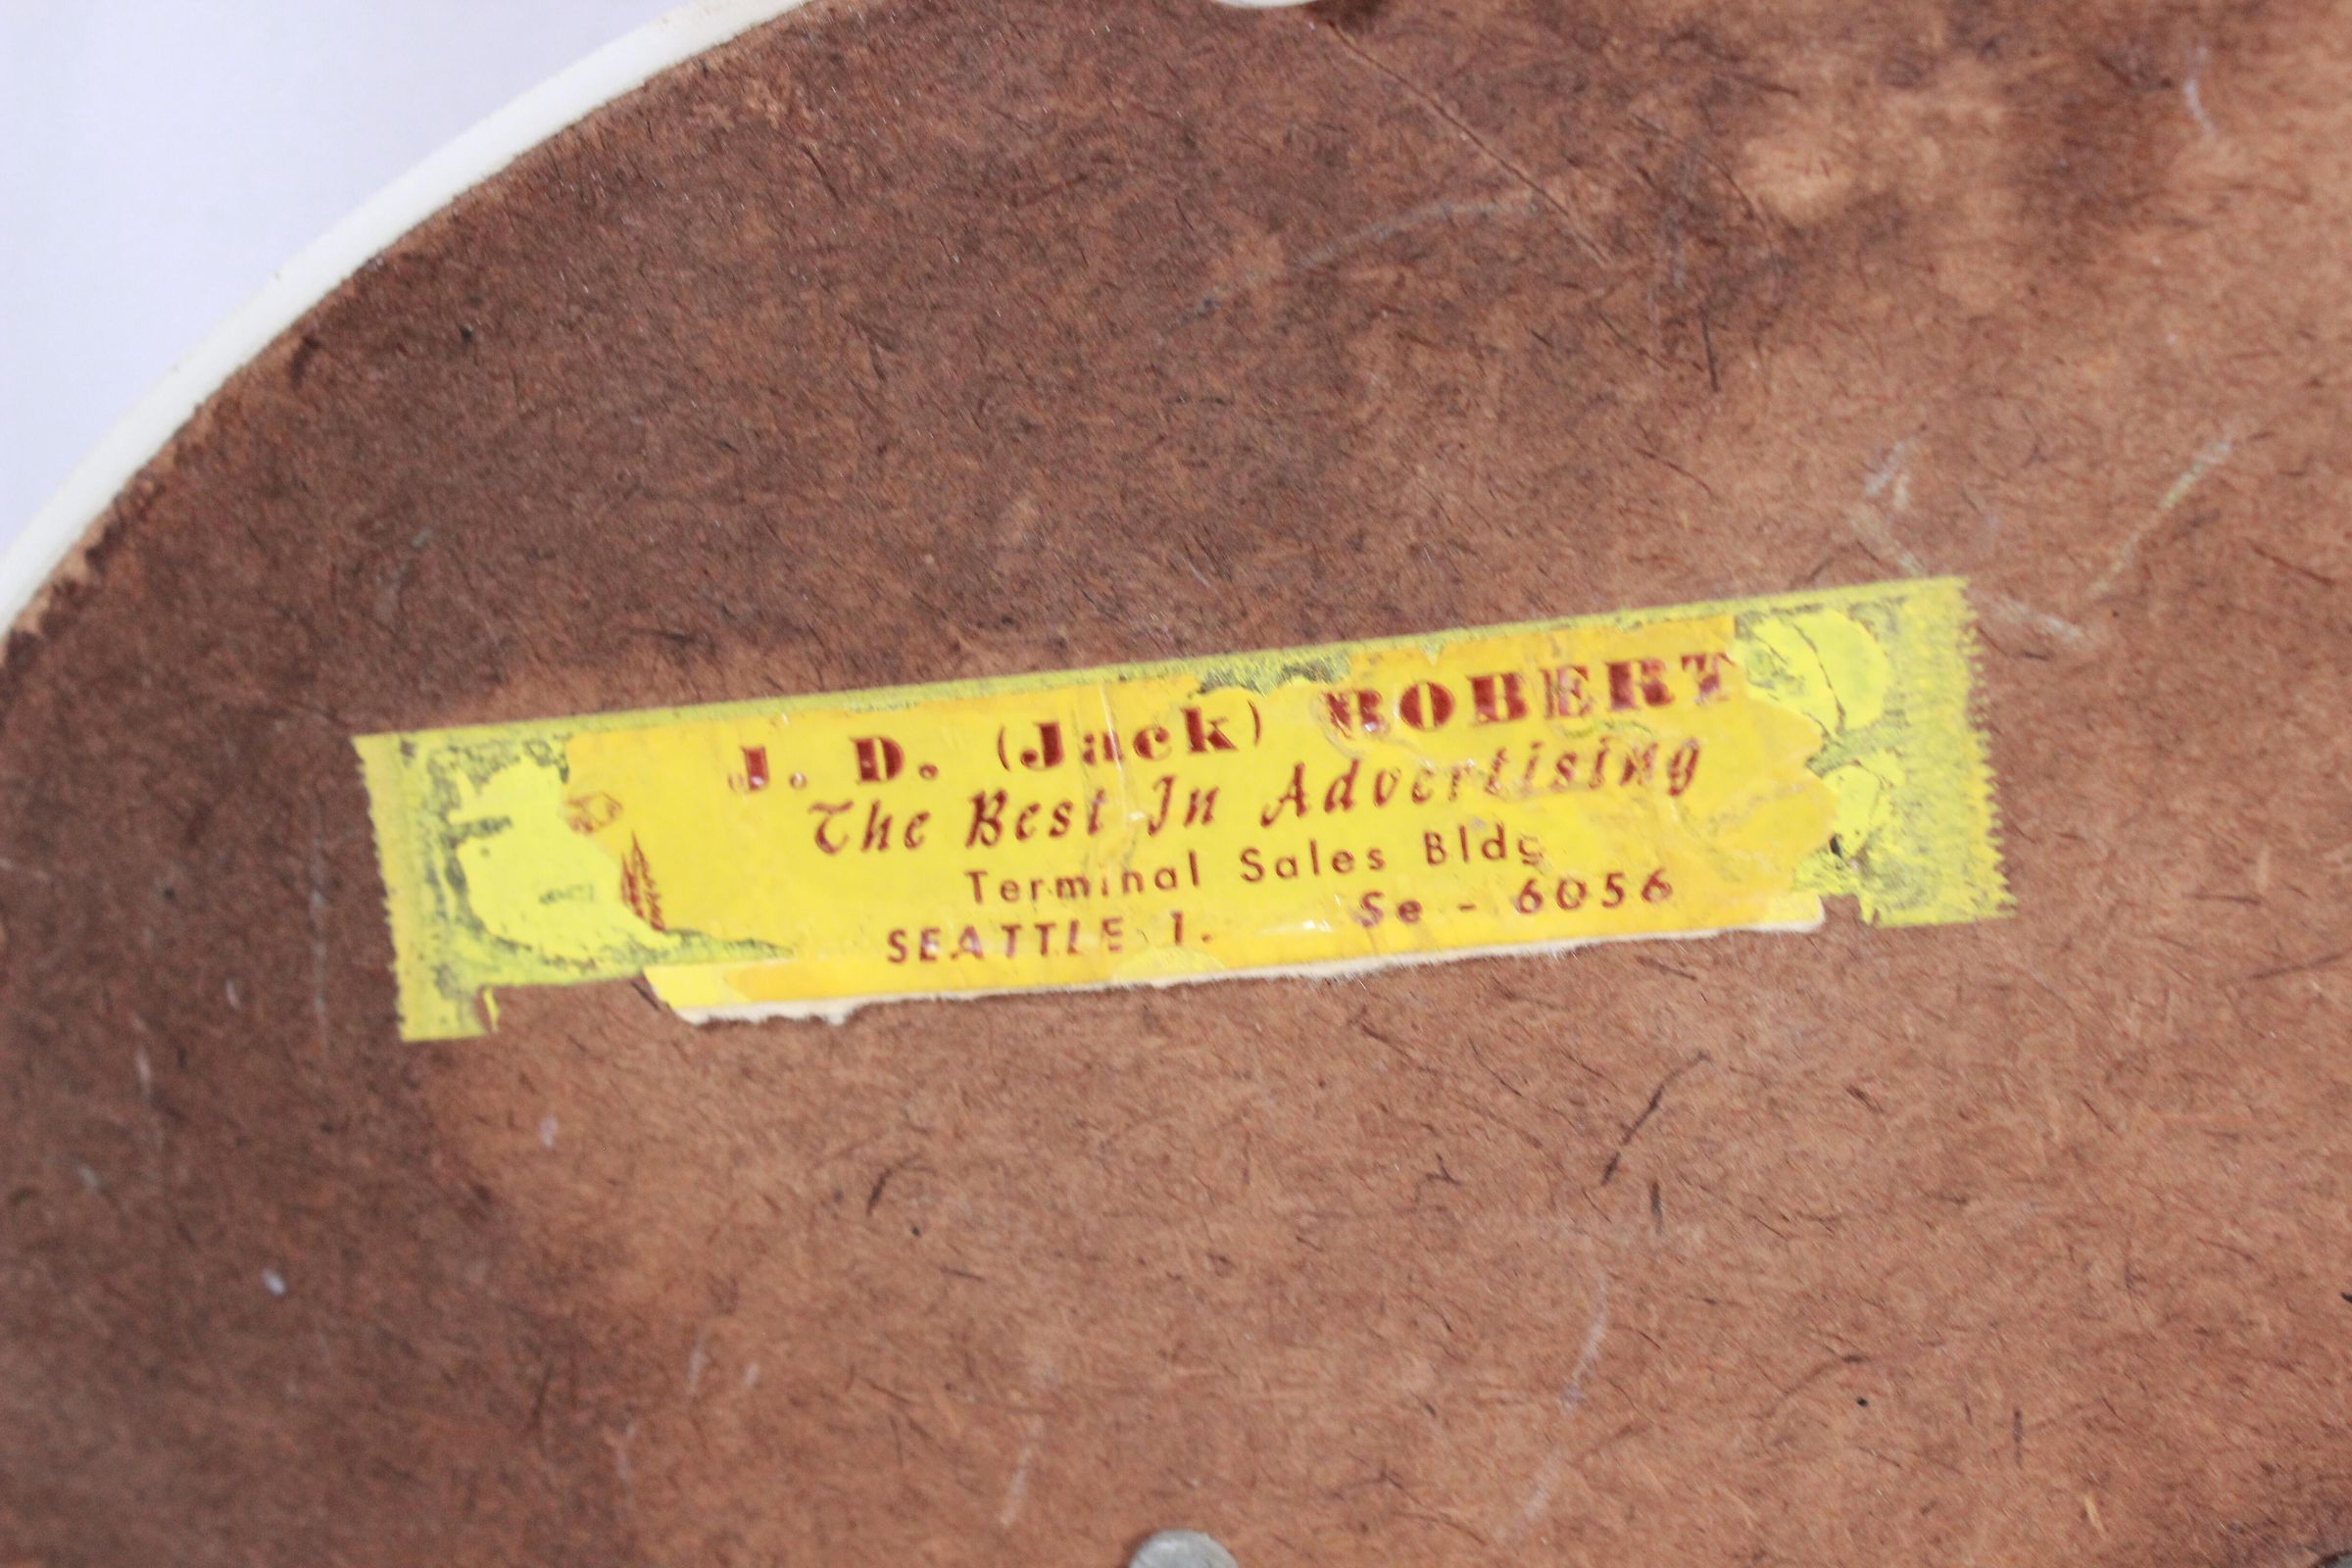 J. D. (Jack) ROBERT
The Best In Advertising
Terminal Sales Bldg
SEATTLE 1. Se - 6056